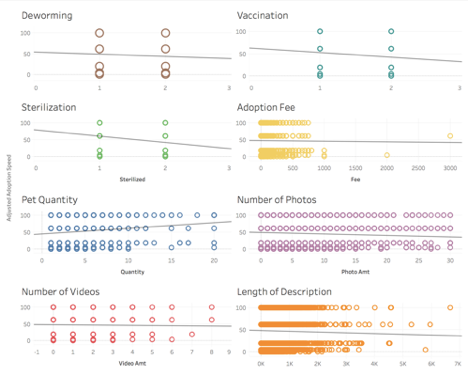 Deworming
Vaccination
100
50
0
0 1 2 3
100
50
0
0 1 2 3
Sterilization
Adoption Fee
Adjusted Adoption Speed
100
50
0
0 1 2 3
Sterilized
100
50
0
0 500 1000 1500 2000 2500 3000
Fee
Pet Quantity
Number of Photos
100
50
0
0 5 10 15 20
Quantity
100
50
0
0 5 10 15 20 25 30
Photo Amt
Number of Videos
Length of Description
100
50
0
-1 0 1 2 3 4 5 6 7 8 9
Video Amt
100
50
0
0K 1K 2K 3K 4K 5K 6K 7K